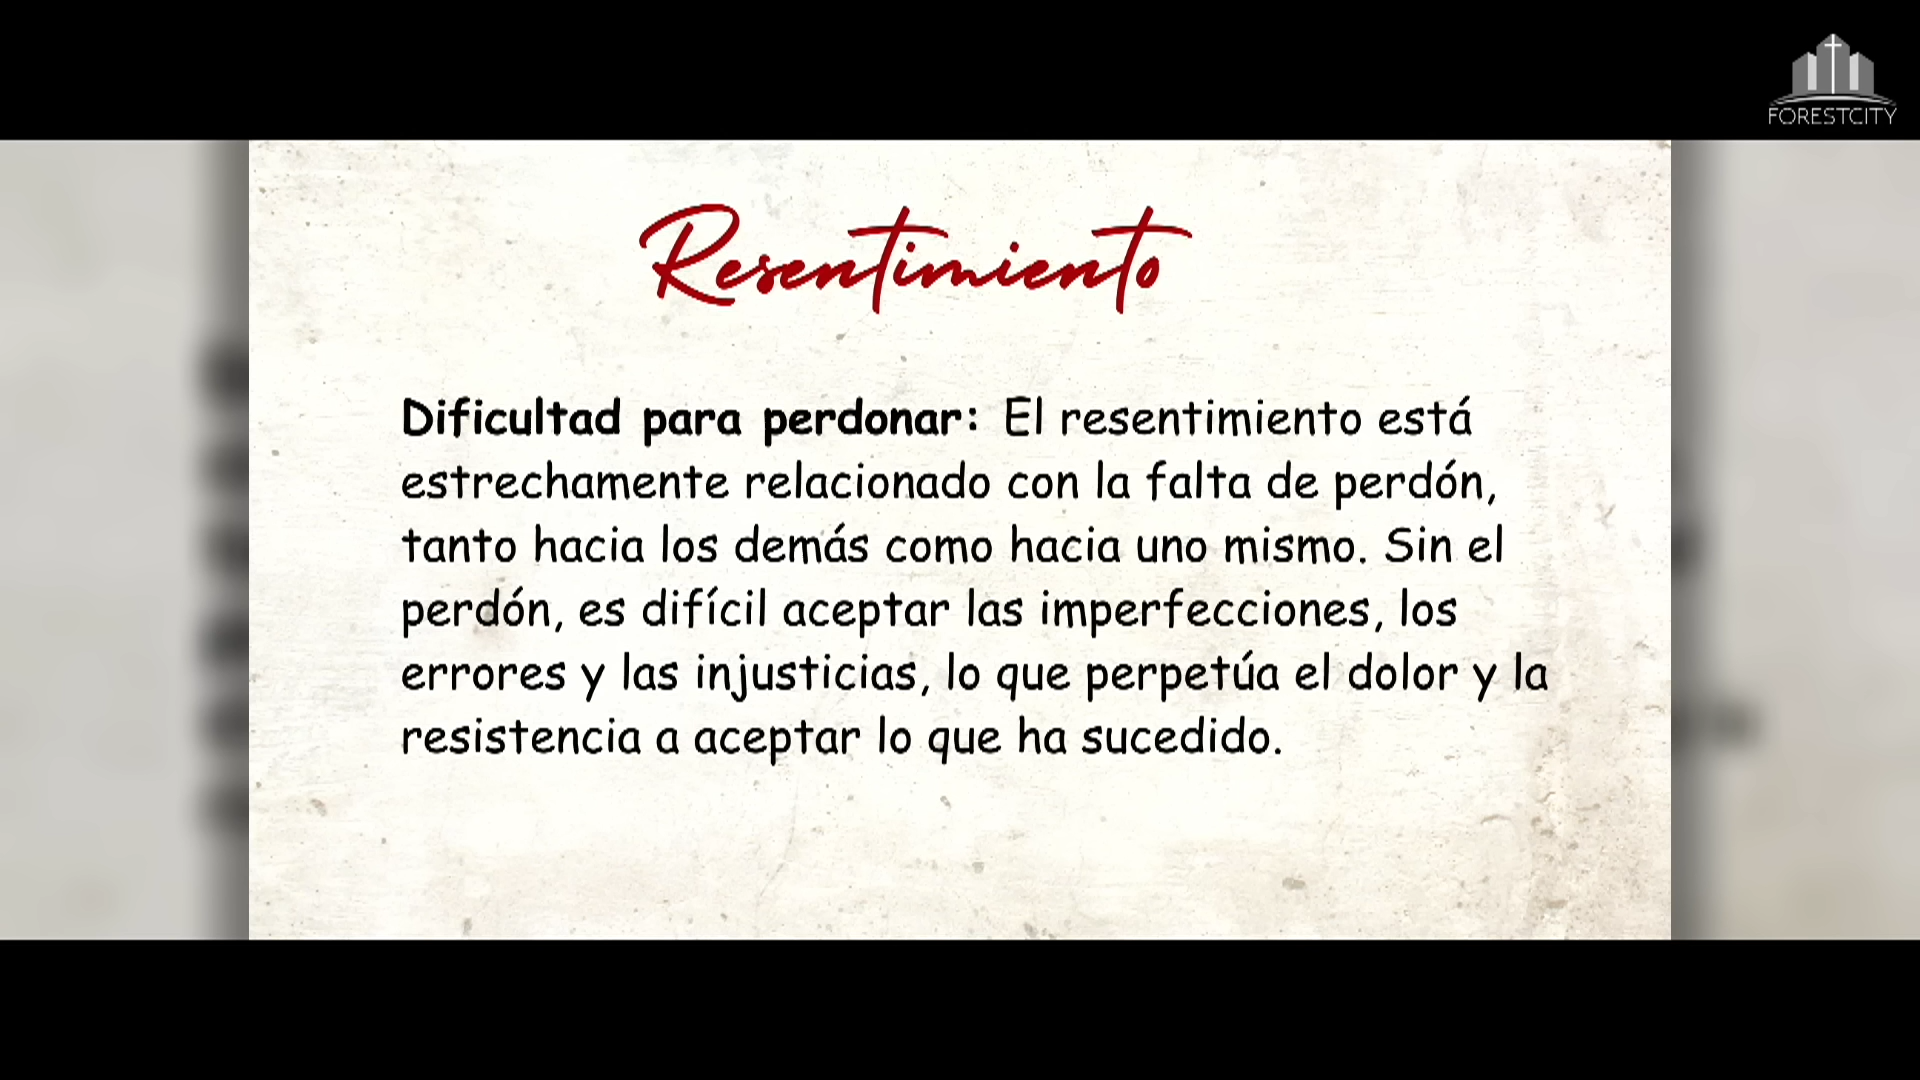 FORESTCITY
Resentimiento
Dificultad para perdonar: El resentimiento está
estrechamente relacionado con la falta de perdón,
tanto hacia los demás como hacia uno mismo. Sin el
perdón, es difícil aceptar las imperfecciones, los
errores y las injusticias, lo que perpetúa el dolor y la
resistencia a aceptar lo que ha sucedido.